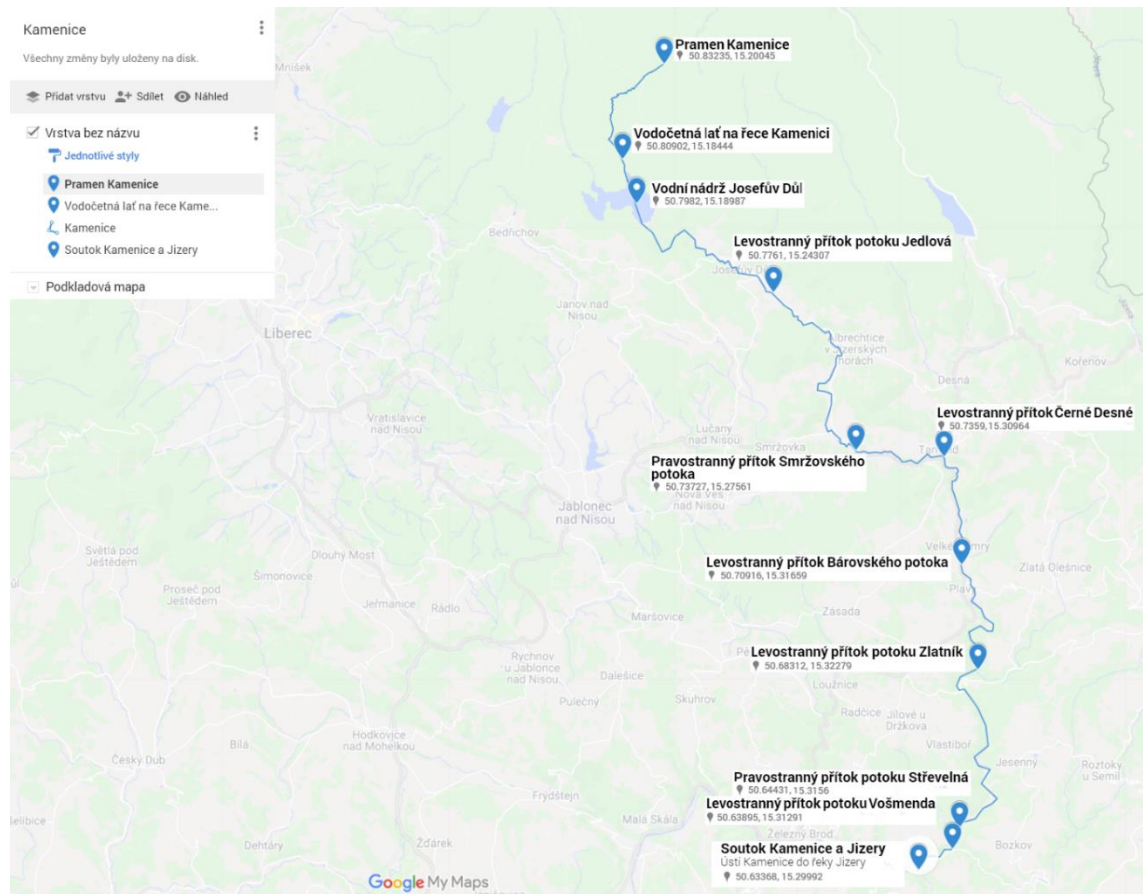 Kamenice
Všechny změny byly uloženy na disk.
Přidat vrstvu Sdílet Náhled
Vrstva bez názvu
Jednotlivé styly
Pramen Kamenice
Vodočetná lať na řece Kame...
Kamenice
Soutok Kamenice a Jizery
Podkladová mapa
Mníšek
Pramen Kamenice
50.83235, 15.20045
Vodočetná lať na řece Kamenici
50.80902, 15.18444
Vodní nádrž Josefův Důl
50.7982, 15.18987
Bedřichov
Levostranný přítok potoku Jedlová
50.7761, 15.24307
Janov nad
Nisou
Liberec
Albrechtice
v Jizerských
horách
Kořenov
Desná
Vratislavice
nad Nisou
Lučany
nad Nisou
Smržovka
Levostranný přítok Černé Desné
50.7359, 15.30964
Pravostranný přítok Smržovského
potoka
50.73727, 15.27561
Nová Ves
nad Nisou
Jablonec
nad Nisou
Světlá pod
Ještědem
Dlouhý Most
Šimonovice
Proseč pod
Ještědem
Jeřmanice
Rádlo
Levostranný přítok Bárovského potoka
50.70916, 15.31659
Zlatá Olešnice
Plavy
Maršovice
Zásada
Rychnov
u Jablonce
nad Nisou
Dalešice
Levostranný přítok potoku Zlatník
50.68312, 15.32279
Pulečný
Skuhrov
Loužnice
Radčice
Jílové u
Držkova
Hodkovice
nad Mohelkou
Bílá
Český Dub
Vlastiboř
Jesenný
Roztoky
u Semil
Frýdštejn
Pravostranný přítok potoku Střevelná
50.64431, 15.3156
Levostranný přítok potoku Vošmenda
50.63895, 15.31291
Malá Skála
Železný Brod
Bozkov
Dehtáry
Žďárek
Soutok Kamenice a Jizery
Ústí Kamenice do řeky Jizery
50.63368, 15.29992
Google My Maps